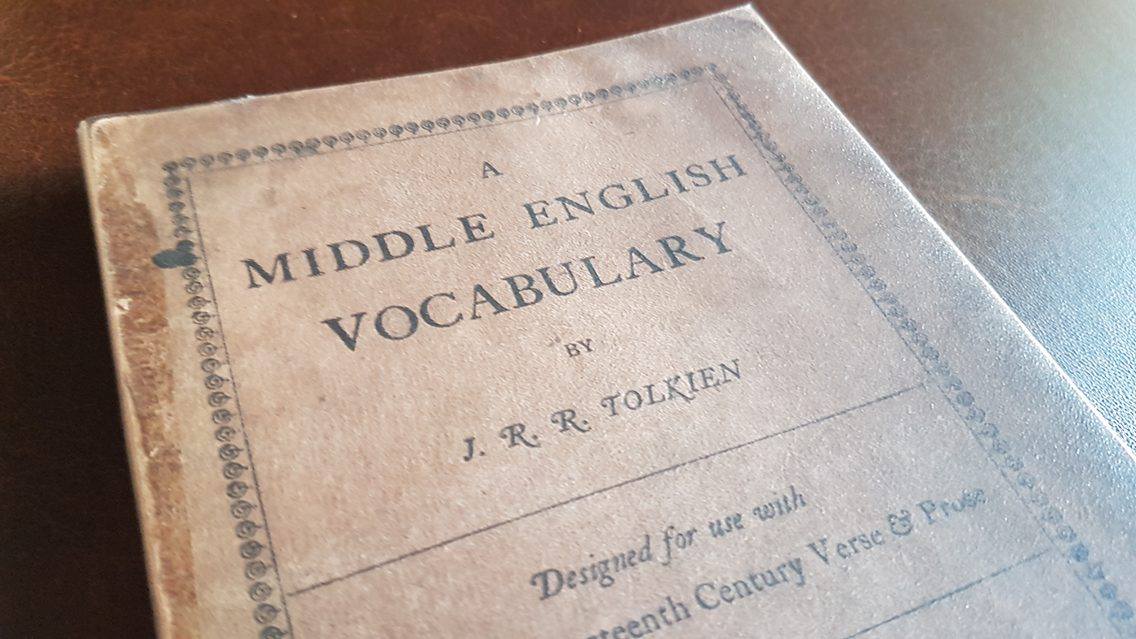 A
MIDDLE ENGLISH
VOCABULARY
BY
J. R. R. TOLKIEN
Designed for use with
Century Verse & Prose